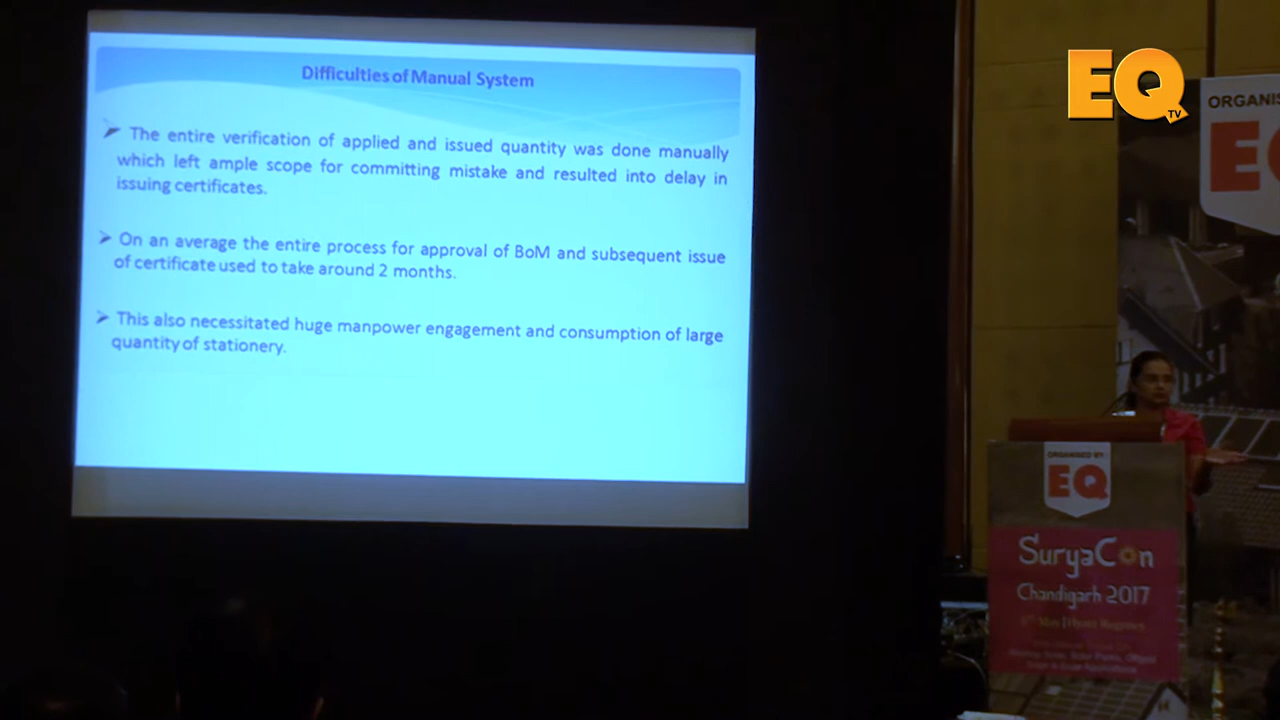 Difficulties of Manual System
The entire verification of applied and issued quantity was done manually
which left ample scope for committing mistake and resulted into delay in
issuing certificates.
On an average the entire process for approval of BoM and subsequent issue
of certificate used to take around 2 months.
This also necessitated huge manpower engagement and consumption of large
quantity of stationery.
EQ
TV
ORGANIS
E
ORGANISED BY
EQ
SuryaCon
Chandigarh 2017
May | Hyatt Regency